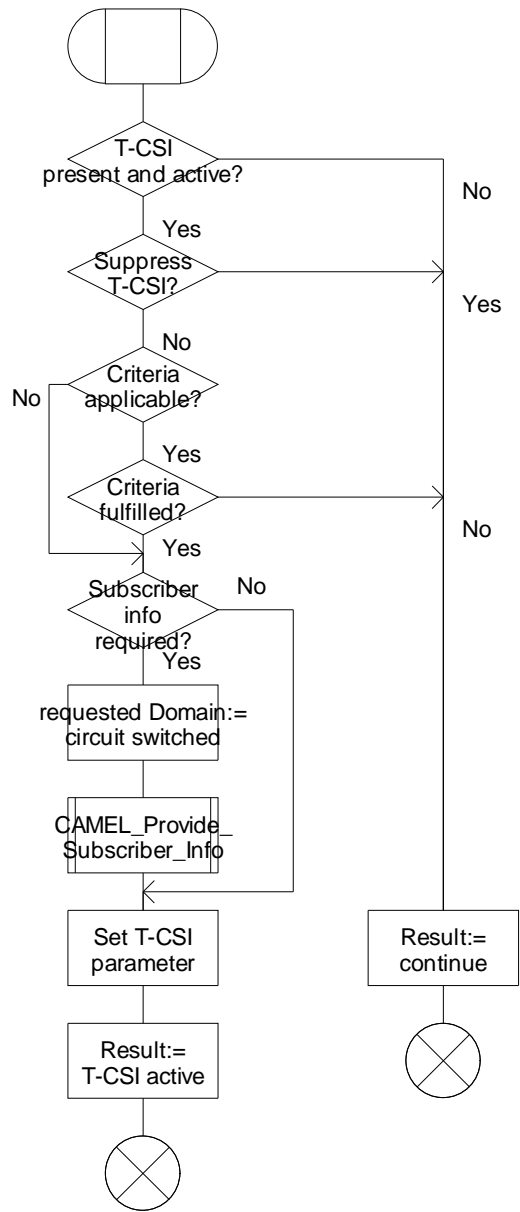 T-CSI
present and active?
No
Yes
Suppress
T-CSI?
Yes
No
Criteria
applicable?
No
Yes
Criteria
fulfilled?
No
Yes
Subscriber
info
required?
No
Yes
requested Domain:=
circuit switched
CAMEL_Provide_
Subscriber_Info
Set T-CSI
parameter
Result:=
continue
Result:=
T-CSI active